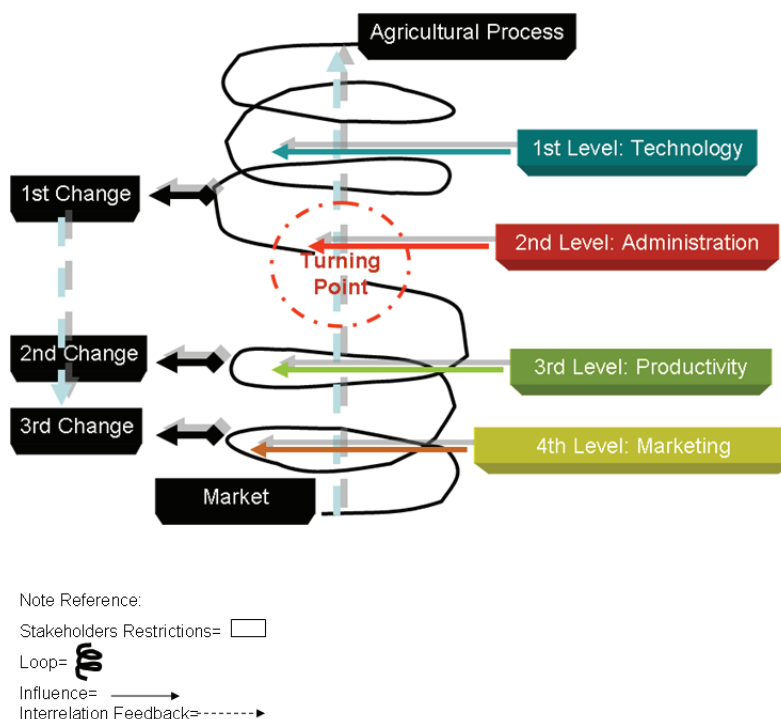 Agricultural Process
1st Level: Technology
1st Change
2nd Level: Administration
Turning
Point
2nd Change
3rd Level: Productivity
3rd Change
4th Level: Marketing
Market
Note Reference:
Stakeholders Restrictions=
Loop=
Influence=
Interrelation Feedback=